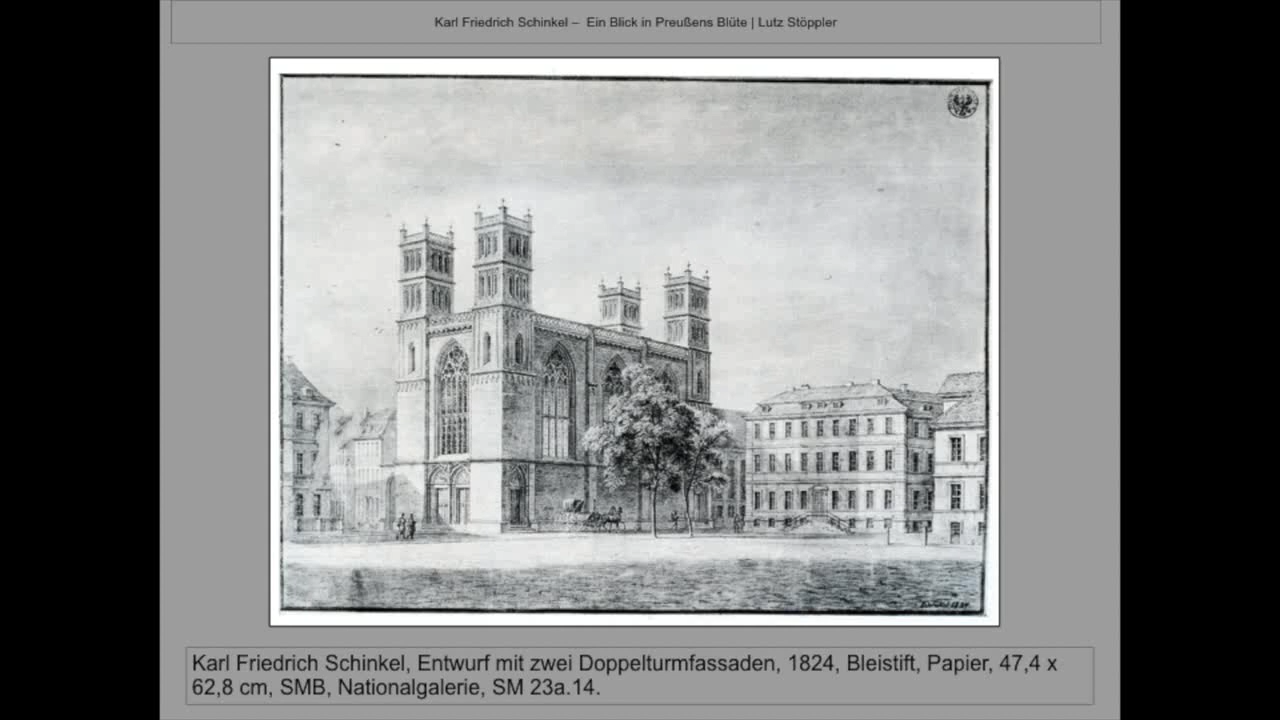 Karl Friedrich Schinkel – Ein Blick in Preußens Blüte | Lutz Stöppler
Karl Friedrich Schinkel, Entwurf mit zwei Doppelturmfassaden, 1824, Bleistift, Papier, 47,4 x
62,8 cm, SMB, Nationalgalerie, SM 23a.14.